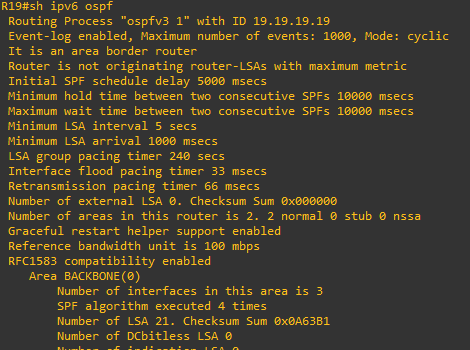 R19#sh ipv6 ospf
Routing Process "ospfv3 1" with ID 19.19.19.19
Event-log enabled, Maximum number of events: 1000, Mode: cyclic
It is an area border router
Router is not originating router-LSAs with maximum metric
Initial SPF schedule delay 5000 msecs
Minimum hold time between two consecutive SPFs 10000 msecs
Maximum wait time between two consecutive SPFs 10000 msecs
Minimum LSA interval 5 secs
Minimum LSA arrival 1000 msecs
LSA group pacing timer 240 secs
Interface flood pacing timer 33 msecs
Retransmission pacing timer 66 msecs
Number of external LSA 0. Checksum Sum 0x000000
Number of areas in this router is 2. 2 normal 0 stub 0 nssa
Graceful restart helper support enabled
Reference bandwidth unit is 100 mbps
RFC1583 compatibility enabled
Area BACKBONE(0)
Number of interfaces in this area is 3
SPF algorithm executed 4 times
Number of LSA 21. Checksum Sum 0x0A63B1
Number of DCbitless LSA 0
Number of indication LSA 0